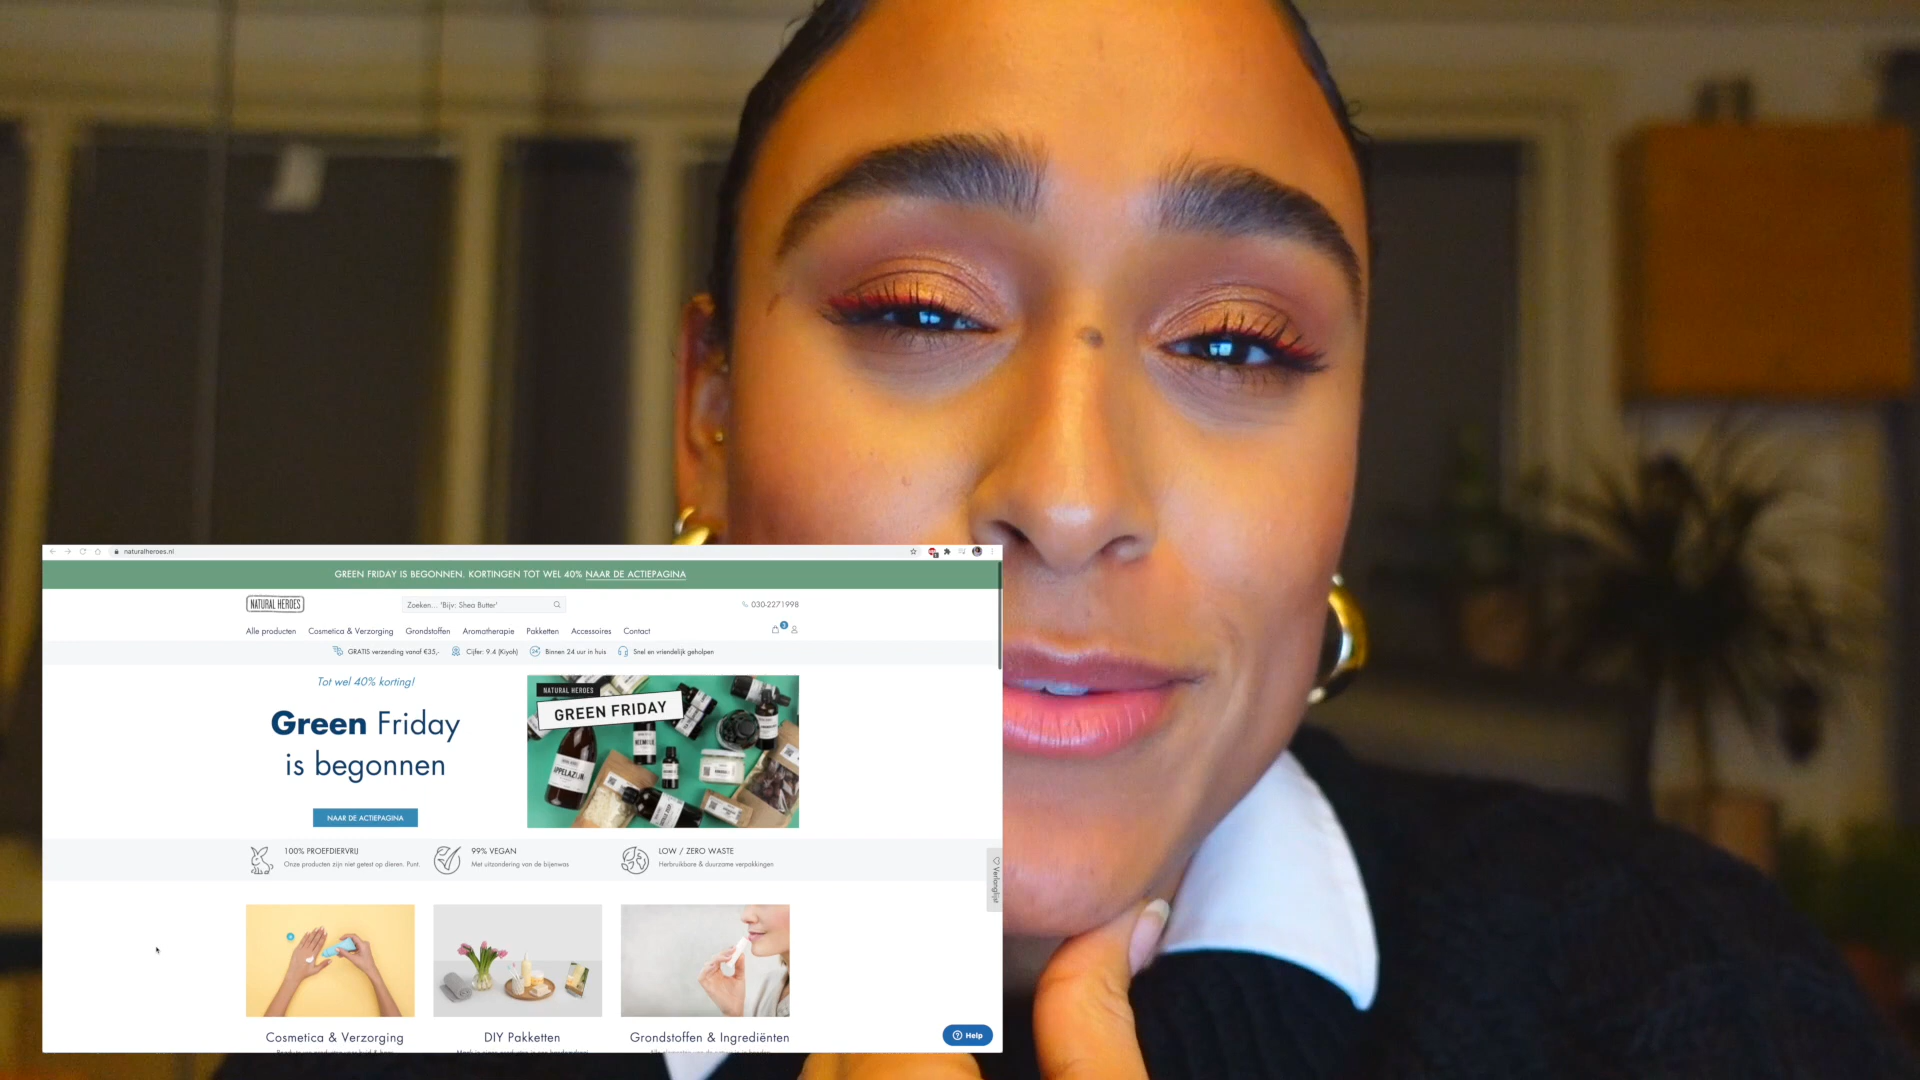 naturalheroes.nl
GREEN FRIDAY IS BEGONNEN. KORTINGEN TOT WEL 40% NAAR DE ACTIEPAGINA
NATURAL HEROES
Zoeken... 'Bijv: Shea Butter'
030-2271998
Alle producten Cosmetica & Verzorging Grondstoffen Aromatherapie Pakketten Accessoires Contact
3
GRATIS verzending vanaf €35,- Cijfer: 9.4 (Kiyoh) Binnen 24 uur in huis Snel en vriendelijk geholpen
Tot wel 40% korting!
Green Friday
is begonnen
NAAR DE ACTIEPAGINA
NATURAL HEROES
GREEN FRIDAY
APPELAZIJN
100% PROEFDIERVRIJ
Onze producten zijn niet getest op dieren. Punt.
99% VEGAN
Met uitzondering van de bijenwas
LOW / ZERO WASTE
Herbruikbare & duurzame verpakkingen
Verlanglijst
Cosmetica & Verzorging
DIY Pakketten
Grondstoffen & Ingrediënten
Help